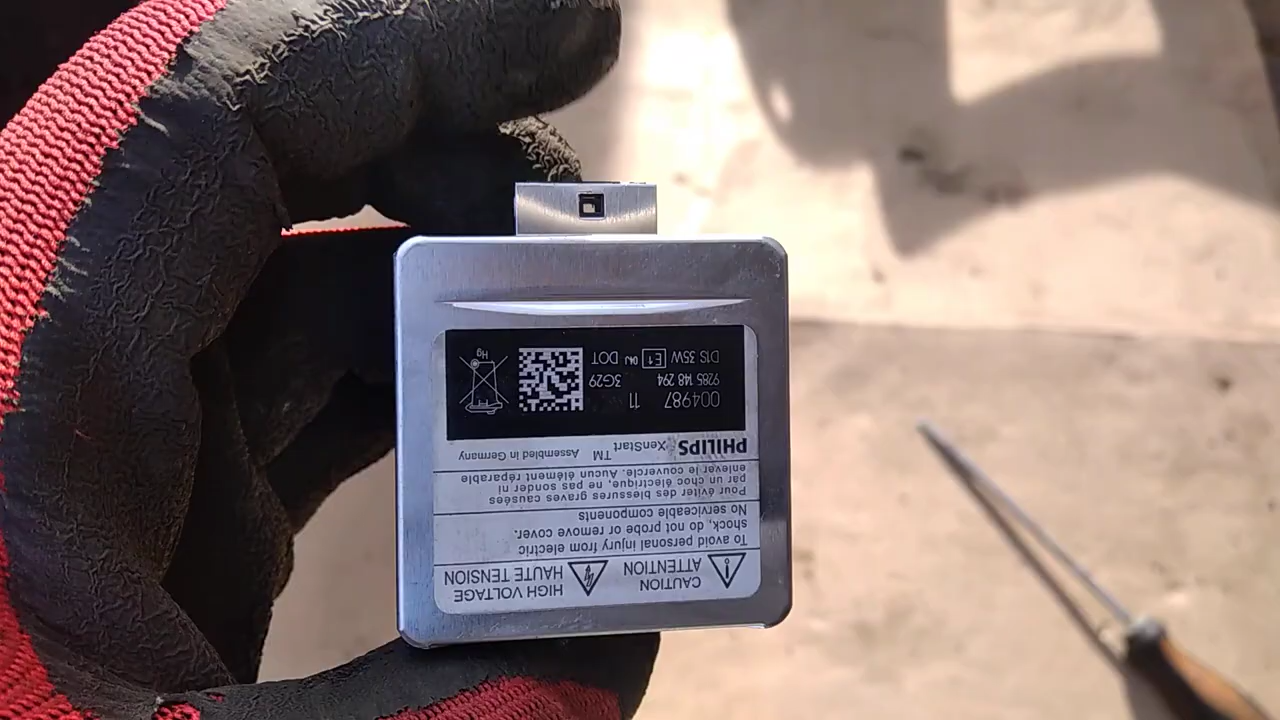 CAUTION
ATTENTION
HIGH VOLTAGE
HAUTE TENSION
To avoid personal injury from electric
shock, do not probe or remove cover.
No serviceable components
Pour éviter des blessures graves causées
par un choc électrique, ne pas sonder ni
enlever le couvercle. Aucun élément réparable
PHILIPS XenStart TM Assembled in Germany
004987 11
9285 148 294 3G29
D1S 35W E1 DOT
Hg